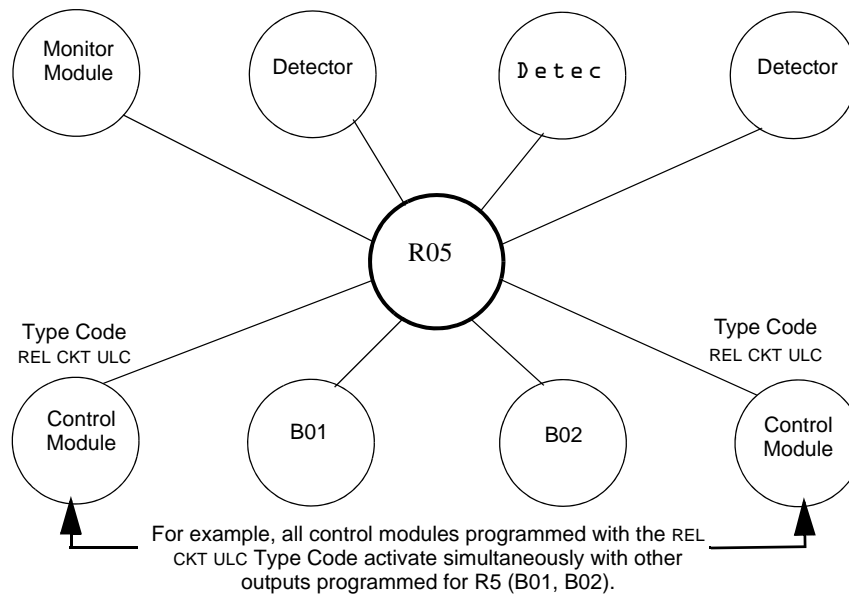 Monitor
Module
Detector
Detec
Detector
R05
Type Code
REL CKT ULC
Type Code
REL CKT ULC
Control
Module
B01
B02
Control
Module
For example, all control modules programmed with the REL
CKT ULC Type Code activate simultaneously with other
outputs programmed for R5 (B01, B02).